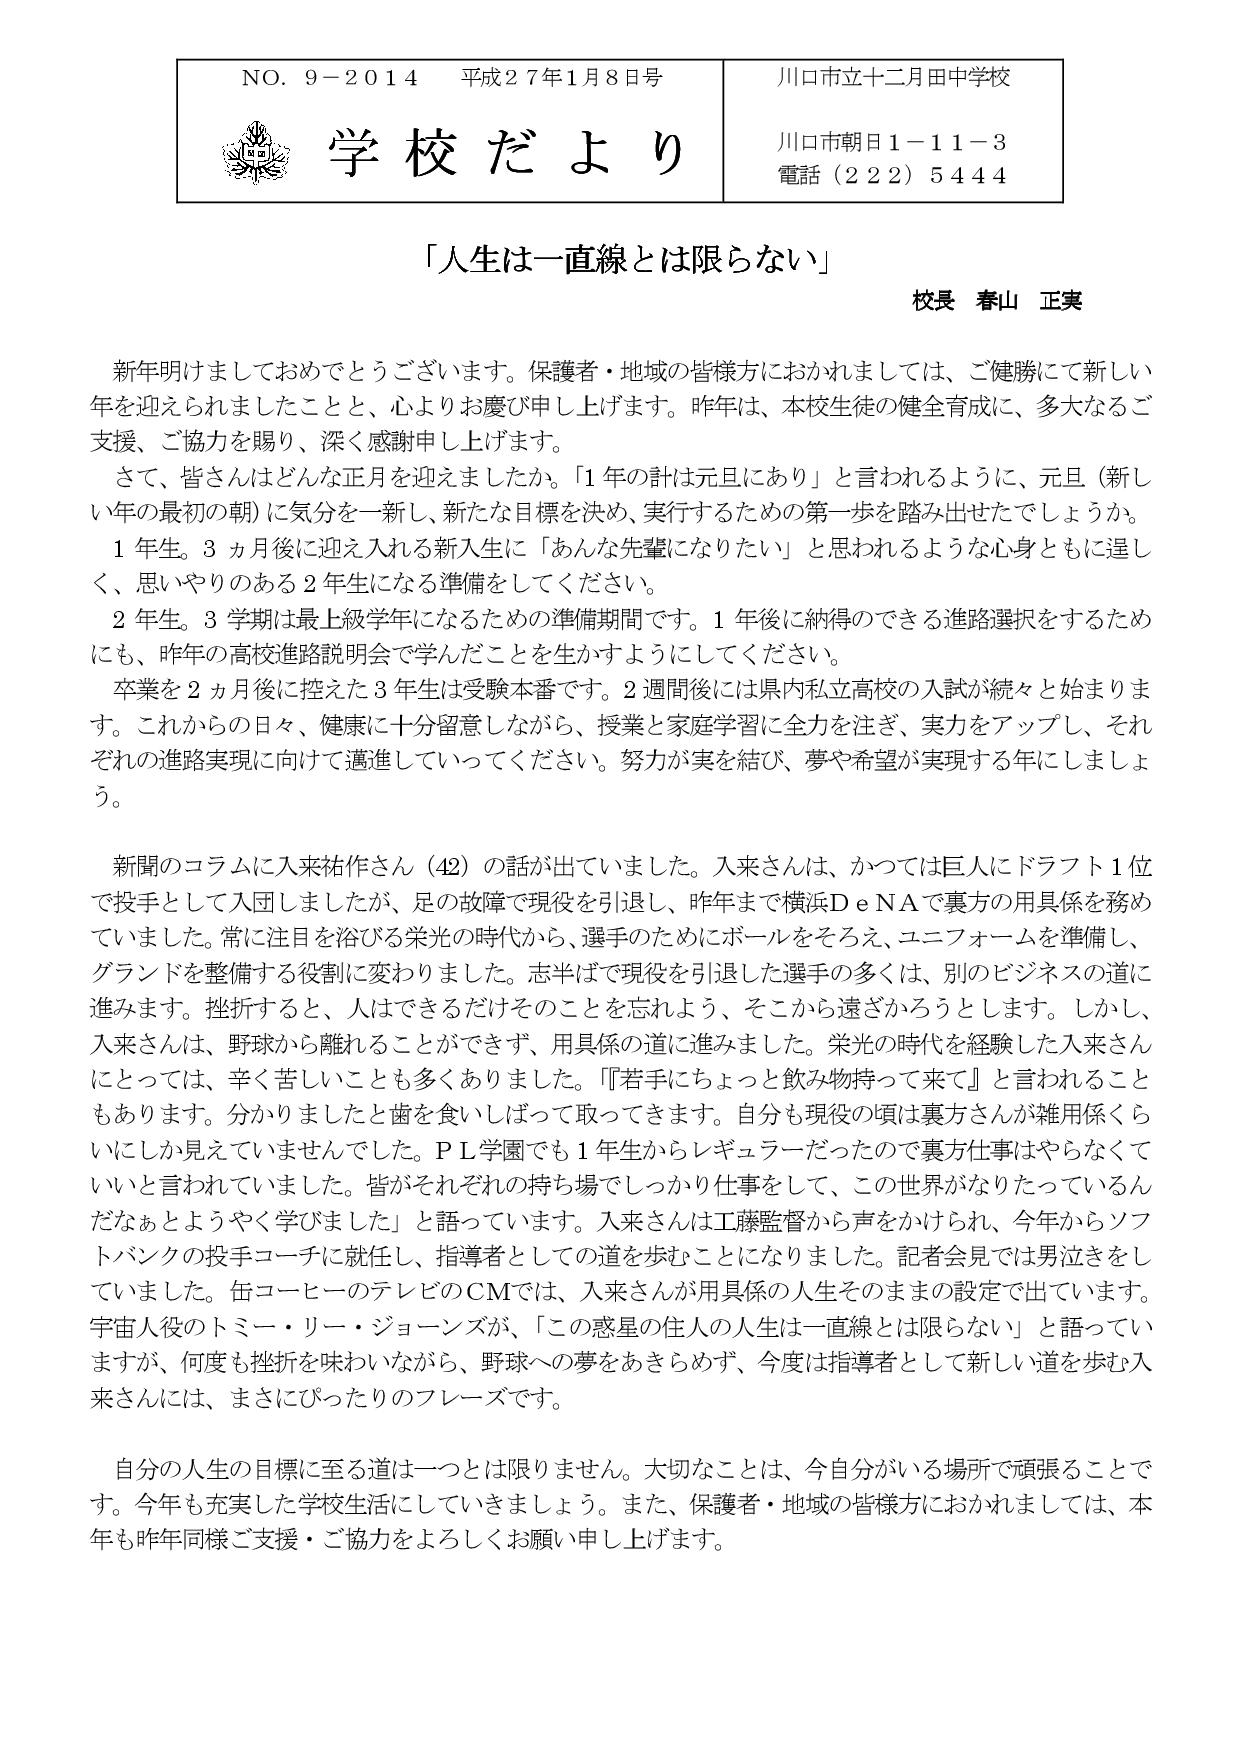 NO. 9－2014　平成27年1月8日号
学校だより
川口市立十二月田中学校
川口市朝日1－11－3
電話（222）5444
「人生は一直線とは限らない」
校長　春山　正実
新年明けましておめでとうございます。保護者・地域の皆様方におかれましては、ご健勝にて新しい
年を迎えられましたことと、心よりお慶び申し上げます。昨年は、本校生徒の健全育成に、多大なるご
支援、ご協力を賜り、深く感謝申し上げます。
さて、皆さんはどんな正月を迎えましたか。「1年の計は元旦にあり」と言われるように、元旦（新し
い年の最初の朝）に気分を一新し、新たな目標を決め、実行するための第一歩を踏み出せたでしょうか。
1年生。3ヵ月後に迎え入れる新入生に「あんな先輩になりたい」と思われるような心身ともに逞し
く、思いやりのある2年生になる準備をしてください。
2年生。3学期は最上級学年になるための準備期間です。1年後に納得のできる進路選択をするため
にも、昨年の高校進路説明会で学んだことを生かすようにしてください。
卒業を2ヵ月後に控えた3年生は受験本番です。2週間後には県内私立高校の入試が続々と始まりま
す。これからの日々、健康に十分留意しながら、授業と家庭学習に全力を注ぎ、実力をアップし、それ
ぞれの進路実現に向けて邁進していってください。努力が実を結び、夢や希望が実現する年にしましょ
う。
新聞のコラムに入来祐作さん（42）の話が出ていました。入来さんは、かつては巨人にドラフト1位
で投手として入団しましたが、足の故障で現役を引退し、昨年まで横浜DeNAで裏方の用具係を務め
ていました。常に注目を浴びる栄光の時代から、選手のためにボールをそろえ、ユニフォームを準備し、
グランドを整備する役割に変わりました。志半ばで現役を引退した選手の多くは、別のビジネスの道に
進みます。挫折すると、人はできるだけそのことを忘れよう、そこから遠ざかろうとします。しかし、
入来さんは、野球から離れることができず、用具係の道に進みました。栄光の時代を経験した入来さん
にとっては、辛く苦しいことも多くありました。「『若手にちょっと飲み物持って来て』と言われること
もあります。分かりましたと歯を食いしばって取ってきます。自分も現役の頃は裏方さんが雑用係くら
いにしか見えていませんでした。PL学園でも1年生からレギュラーだったので裏方仕事はやらなくて
いいと言われていました。皆がそれぞれの持ち場でしっかり仕事をして、この世界がなりたっているん
だなぁとようやく学びました」と語っています。入来さんは工藤監督から声をかけられ、今年からソフ
トバンクの投手コーチに就任し、指導者としての道を歩むことになりました。記者会見では男泣きをし
ていました。缶コーヒーのテレビのCMでは、入来さんが用具係の人生そのままの設定で出ています。
宇宙人役のトミー・リー・ジョーンズが、「この惑星の住人の人生は一直線とは限らない」と語ってい
ますが、何度も挫折を味わいながら、野球への夢をあきらめず、今度は指導者として新しい道を歩む入
来さんには、まさにぴったりのフレーズです。
自分の人生の目標に至る道は一つとは限りません。大切なことは、今自分がいる場所で頑張ることで
す。今年も充実した学校生活にしていきましょう。また、保護者・地域の皆様方におかれましては、本
年も昨年同様ご支援・ご協力をよろしくお願い申し上げます。